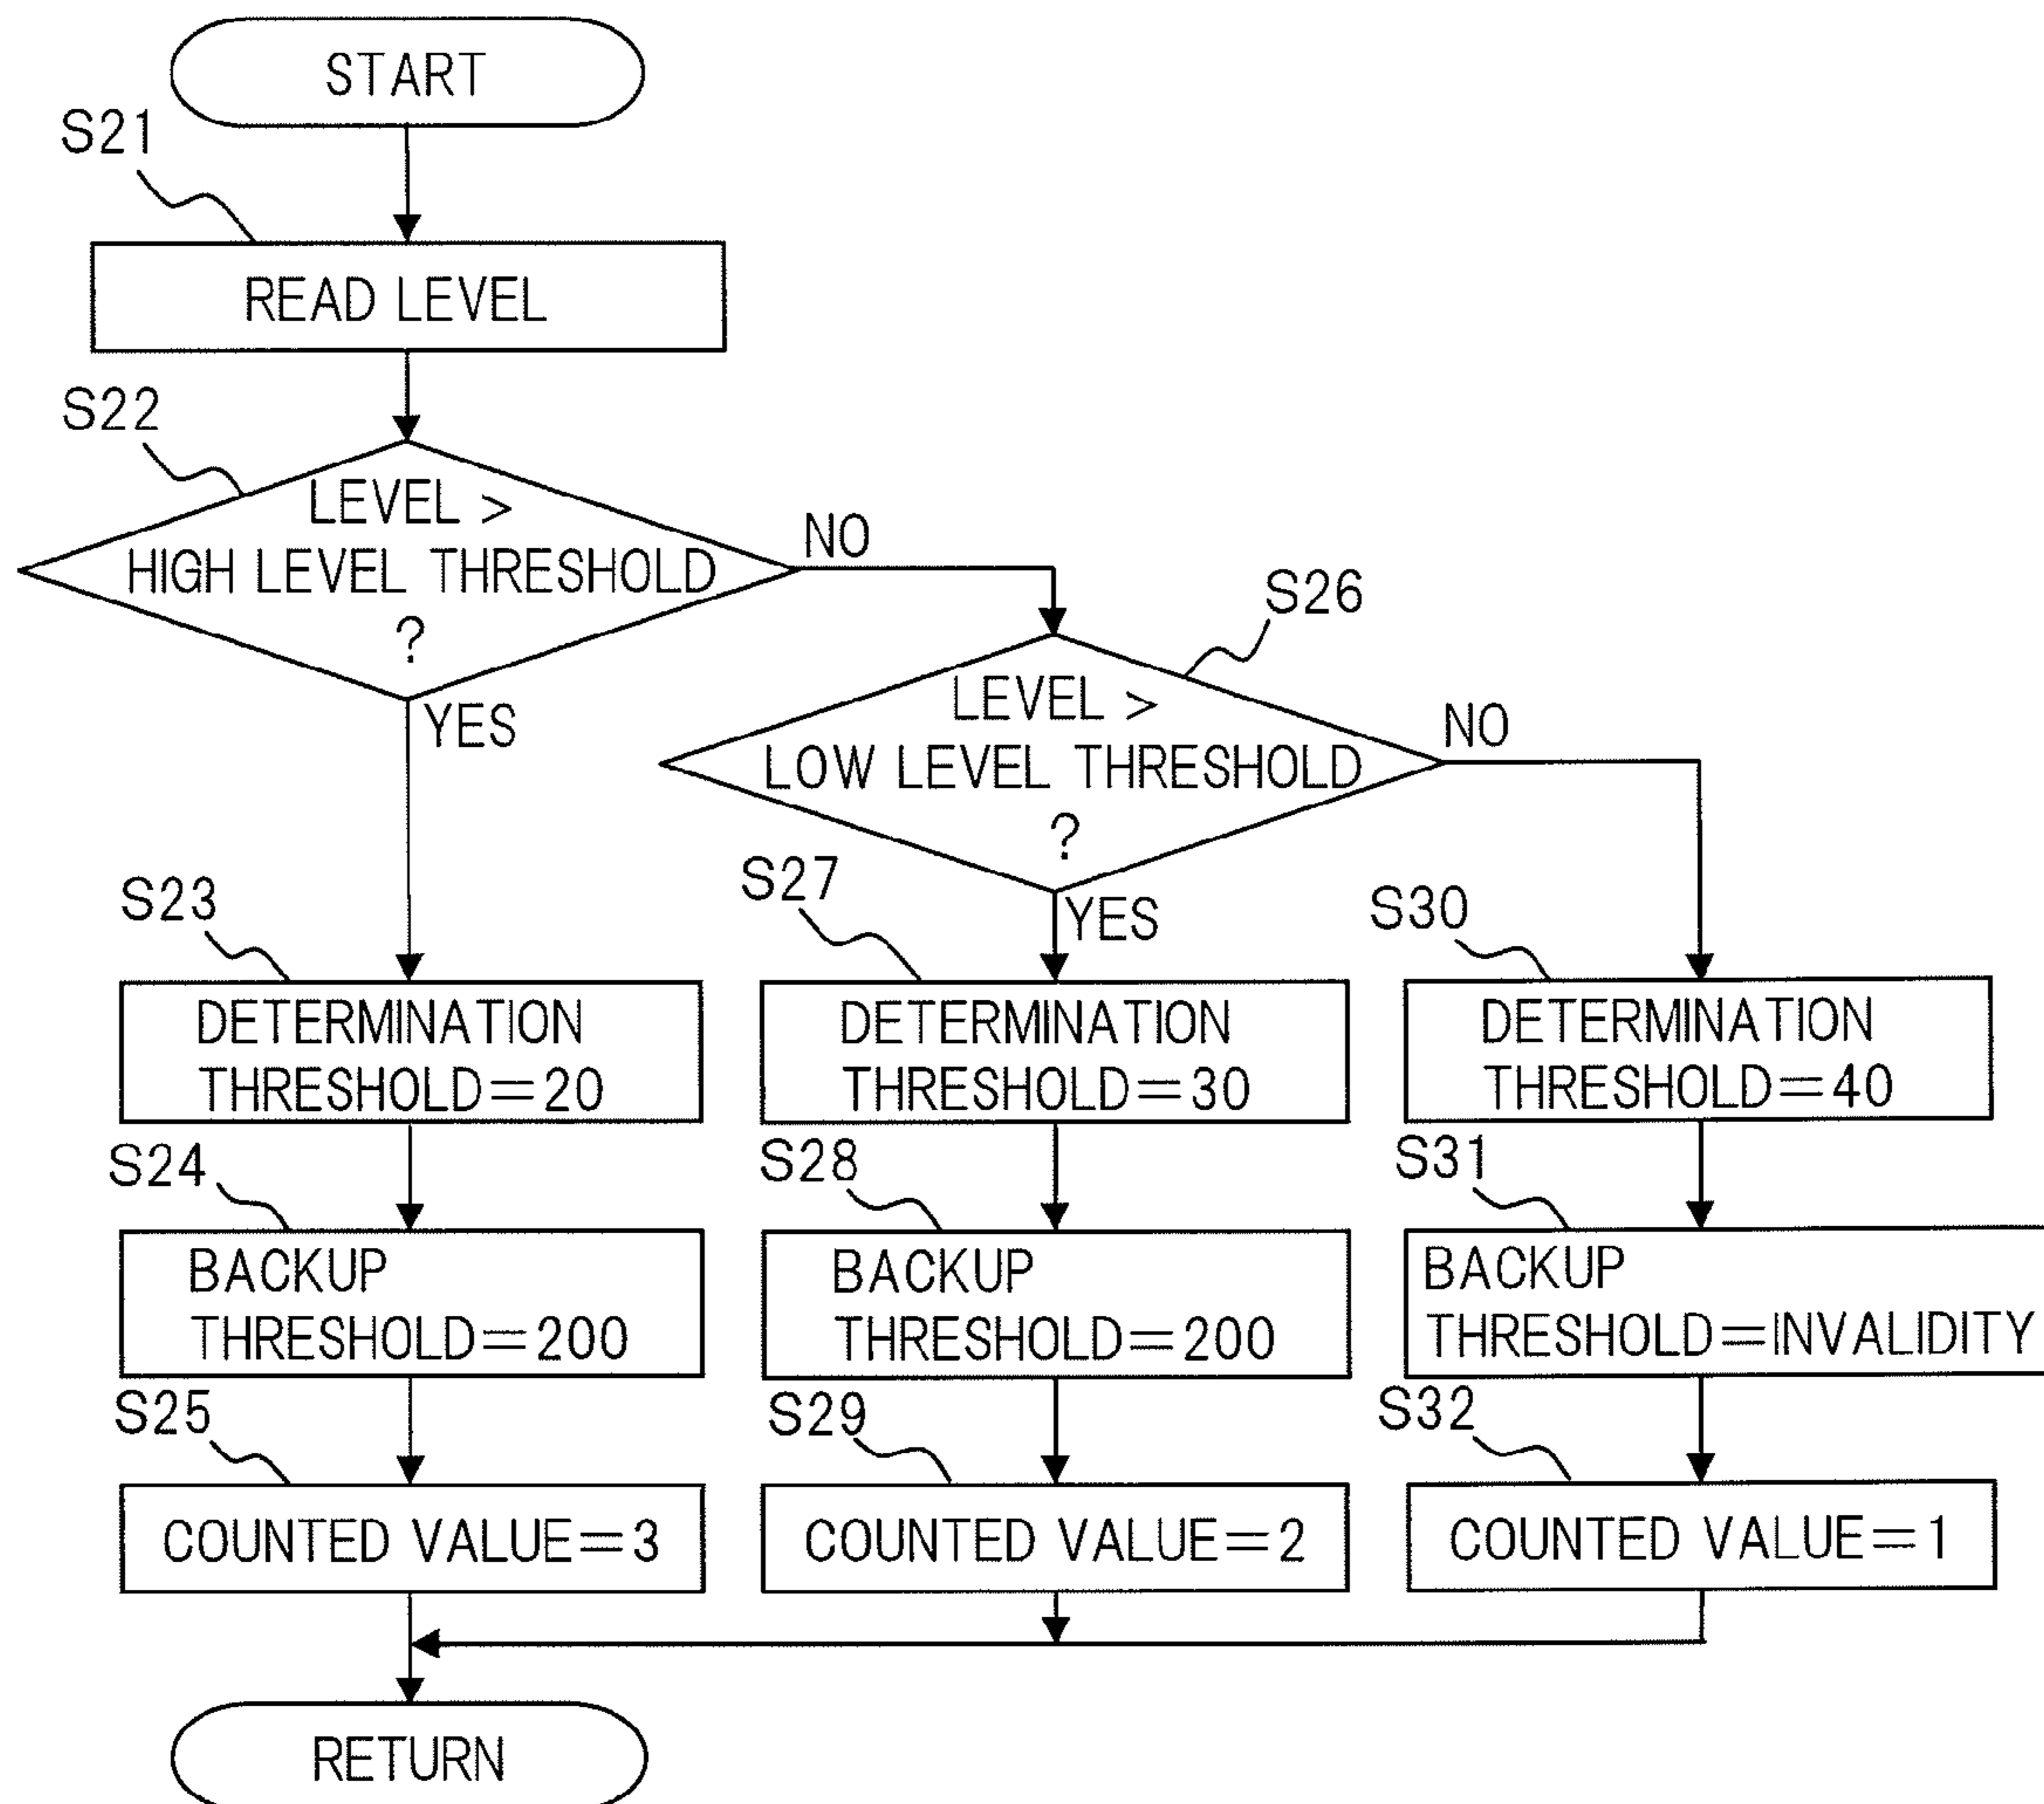 START
S21
READ LEVEL
S22
LEVEL >
HIGH LEVEL THRESHOLD
?
NO
YES
S26
LEVEL >
LOW LEVEL THRESHOLD
?
NO
YES
S23
DETERMINATION
THRESHOLD=20
S27
DETERMINATION
THRESHOLD=30
S30
DETERMINATION
THRESHOLD=40
S24
BACKUP
THRESHOLD=200
S28
BACKUP
THRESHOLD=200
S31
BACKUP
THRESHOLD=INVALIDITY
S25
COUNTED VALUE=3
S29
COUNTED VALUE=2
S32
COUNTED VALUE=1
RETURN